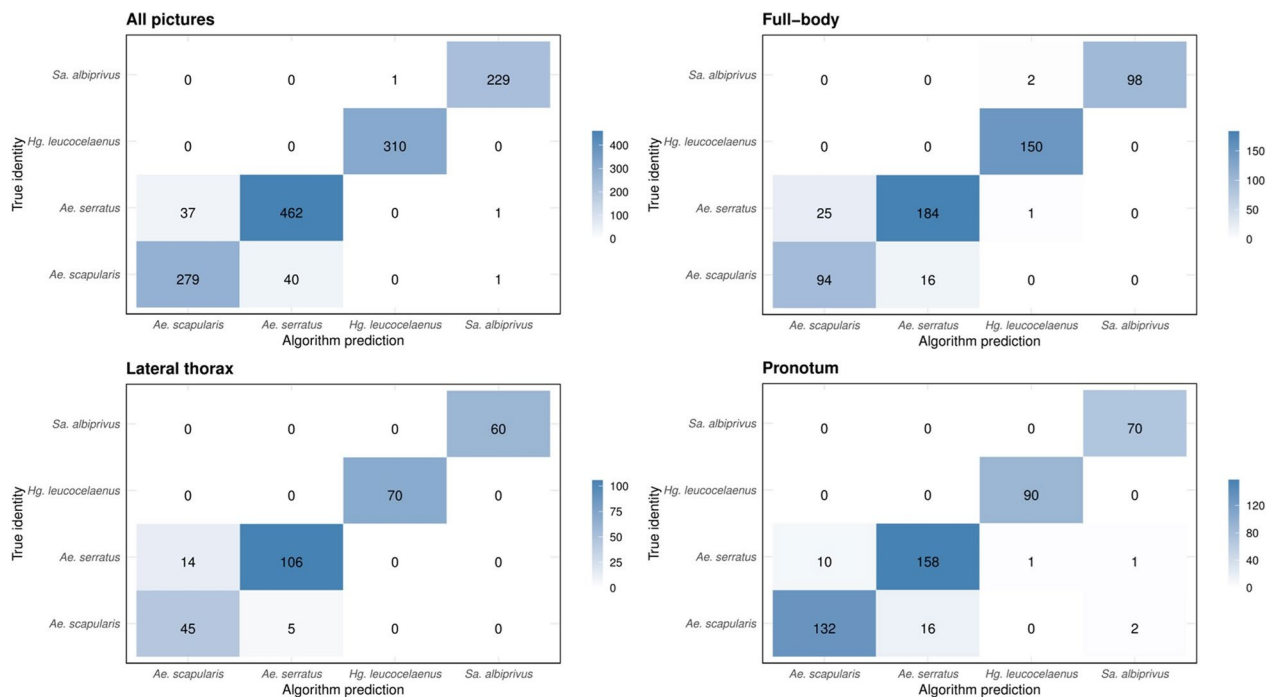 All pictures
True identity
Sa. albiprivus 0 0 1 229
Hg. leucocelaenus 0 0 310 0
Ae. serratus 37 462 0 1
Ae. scapularis 279 40 0 1
Ae. scapularis Ae. serratus Hg. leucocelaenus Sa. albiprivus
Algorithm prediction
400
300
200
100
0
Full−body
True identity
Sa. albiprivus 0 0 2 98
Hg. leucocelaenus 0 0 150 0
Ae. serratus 25 184 1 0
Ae. scapularis 94 16 0 0
Ae. scapularis Ae. serratus Hg. leucocelaenus Sa. albiprivus
Algorithm prediction
150
100
50
0
Lateral thorax
True identity
Sa. albiprivus 0 0 0 60
Hg. leucocelaenus 0 0 70 0
Ae. serratus 14 106 0 0
Ae. scapularis 45 5 0 0
Ae. scapularis Ae. serratus Hg. leucocelaenus Sa. albiprivus
Algorithm prediction
100
75
50
25
0
Pronotum
True identity
Sa. albiprivus 0 0 0 70
Hg. leucocelaenus 0 0 90 0
Ae. serratus 10 158 1 1
Ae. scapularis 132 16 0 2
Ae. scapularis Ae. serratus Hg. leucocelaenus Sa. albiprivus
Algorithm prediction
120
80
40
0